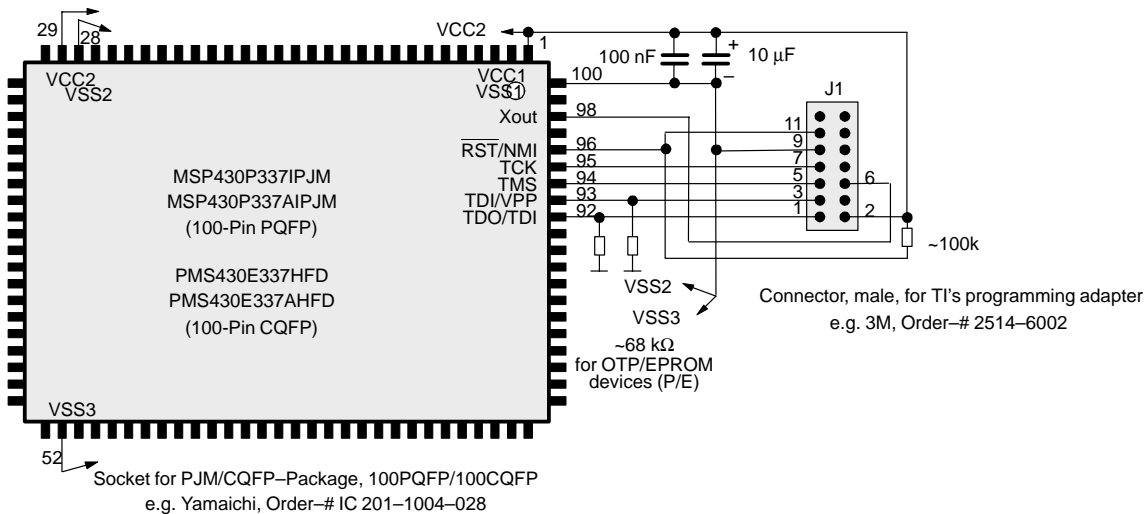 29
28
VCC2
1
100 nF
+
10 µF
–
VCC2
VSS2
VCC1
VSS1
100
Xout
98
RST/NMI
96
TCK
95
TMS
94
TDI/VPP
93
TDO/TDI
92
J1
11
9
7
5
3
1
6
2
MSP430P337IPJM
MSP430P337AIPJM
(100-Pin PQFP)
PMS430E337HFD
PMS430E337AHFD
(100-Pin CQFP)
~100k
VSS2
VSS3
~68 kΩ
for OTP/EPROM
devices (P/E)
Connector, male, for TI's programming adapter
e.g. 3M, Order–# 2514–6002
VSS3
52
Socket for PJM/CQFP–Package, 100PQFP/100CQFP
e.g. Yamaichi, Order–# IC 201–1004–028